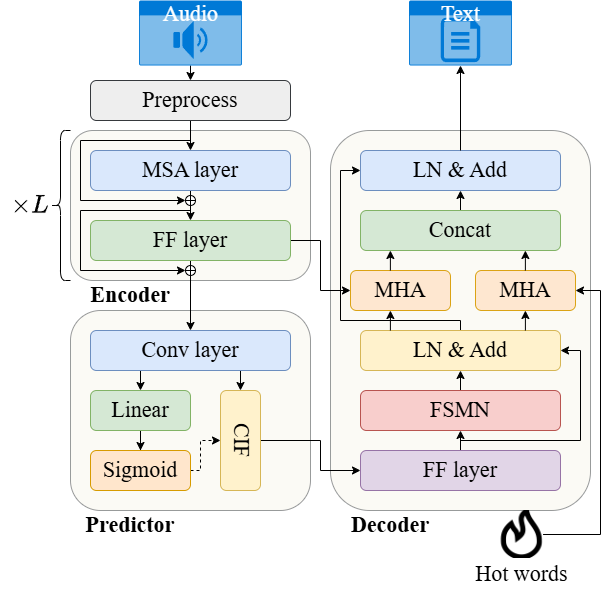 Audio
Text
Preprocess
× L
MSA layer
FF layer
Encoder
Conv layer
Linear
Sigmoid
CIF
Predictor
LN & Add
Concat
MHA
MHA
LN & Add
FSMN
FF layer
Decoder
Hot words